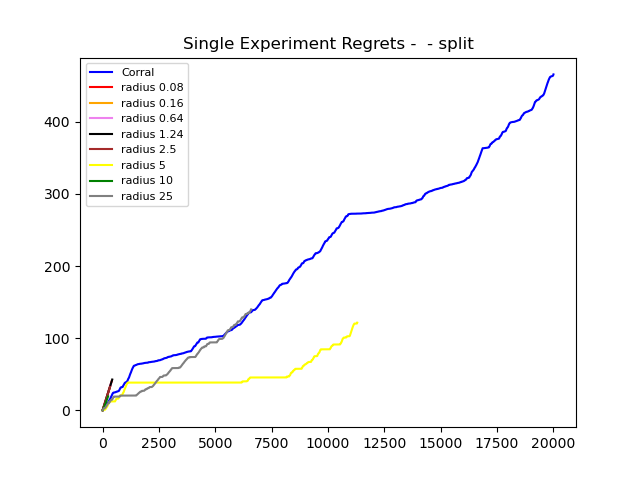 Single Experiment Regrets -  - split
Corral
radius 0.08
radius 0.16
radius 0.64
radius 1.24
radius 2.5
radius 5
radius 10
radius 25
400
300
200
100
0
0 2500 5000 7500 10000 12500 15000 17500 20000